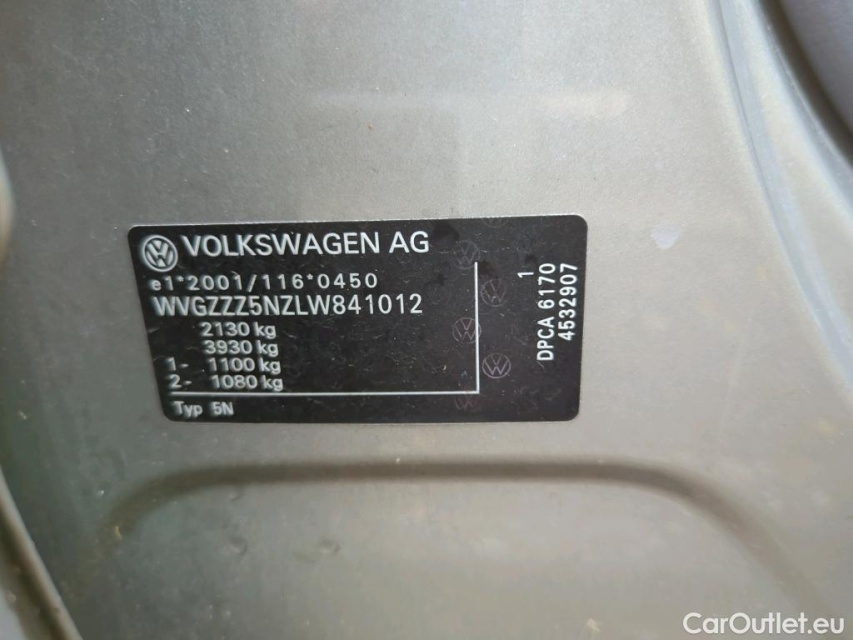 VOLKSWAGEN AG
e1*2001/116*0450
WVGZZZ5NZLW841012
2130 kg
3930 kg
1- 1100 kg
2- 1080 kg
Typ 5N
1
DPCA 6170
4532907
CarOutlet.eu